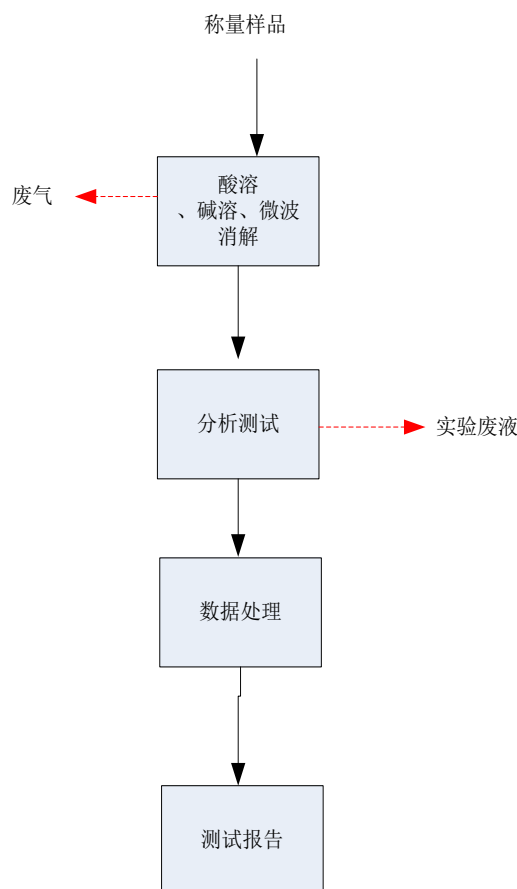 称量样品
废气
酸溶
、碱溶、微波
消解
分析测试
实验废液
数据处理
测试报告